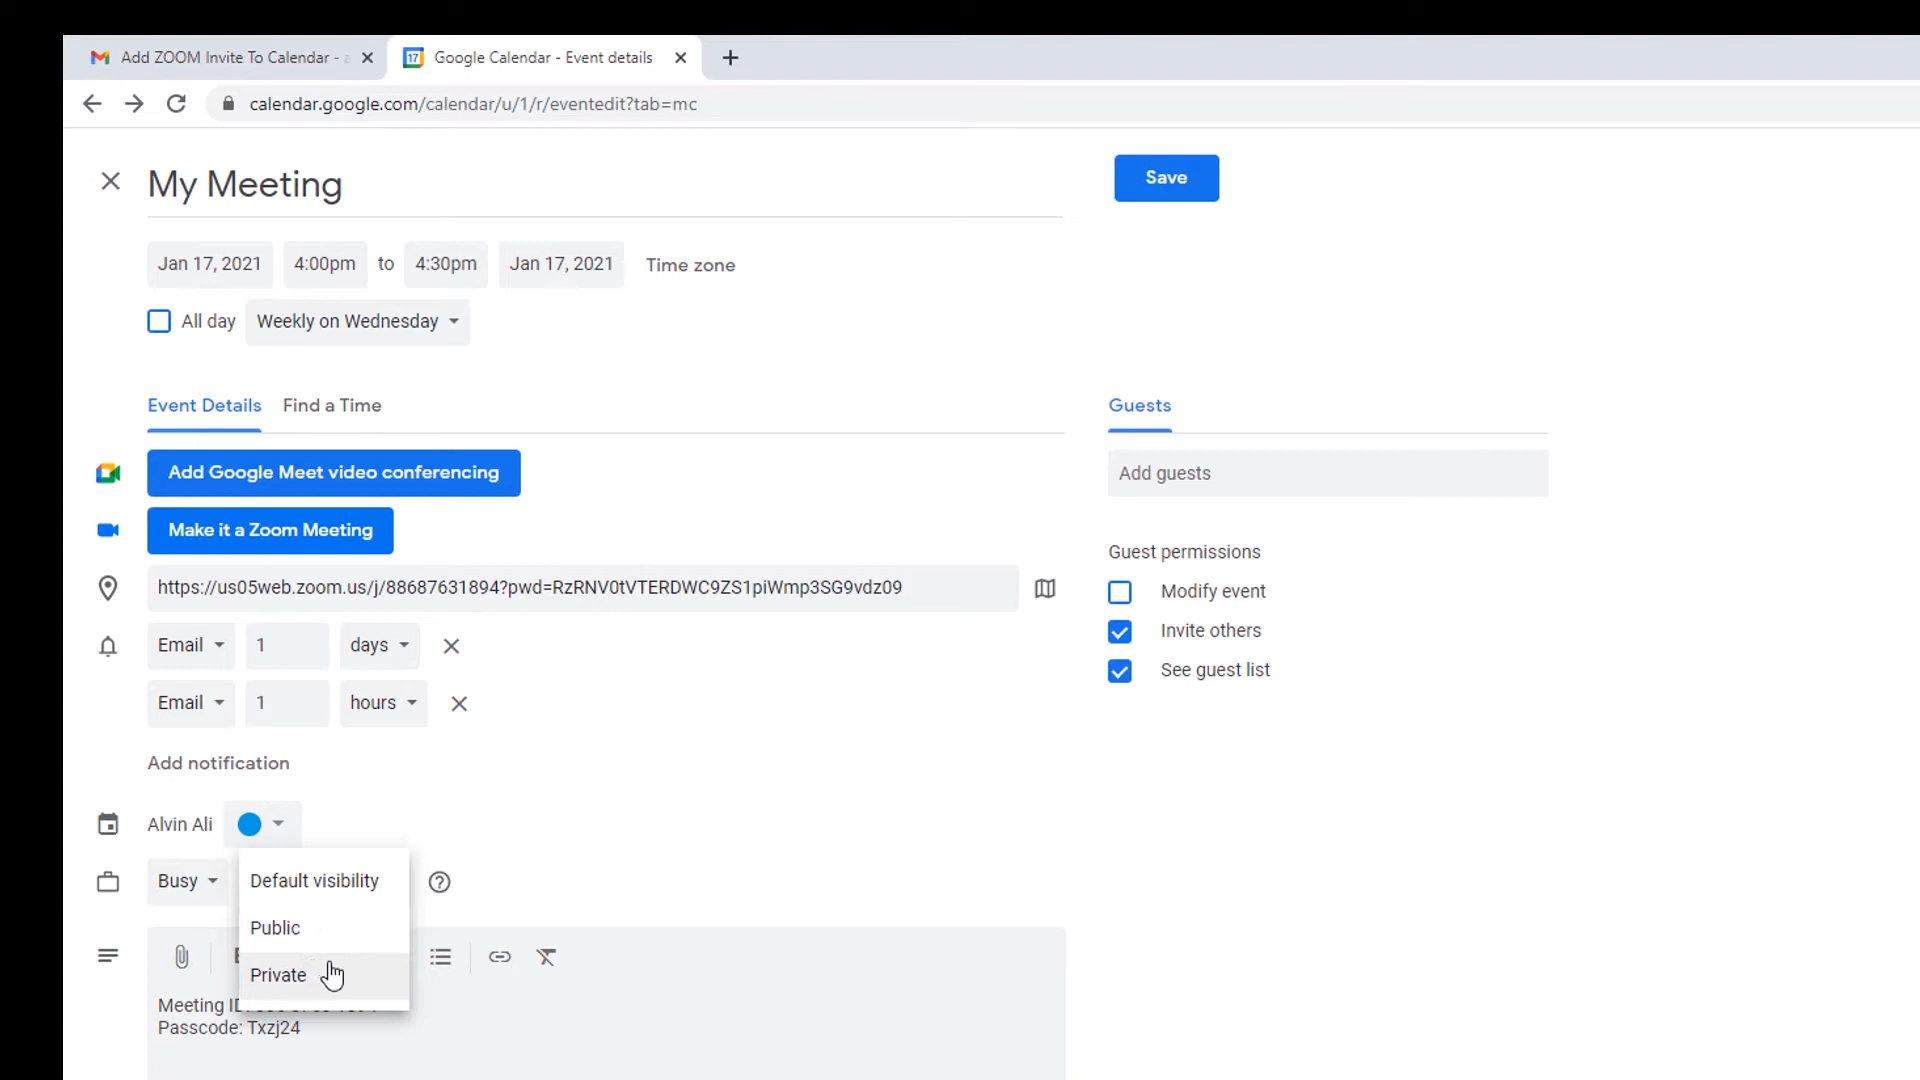 Add ZOOM Invite To Calendar -
17 Google Calendar - Event details
calendar.google.com/calendar/u/1/r/eventedit?tab=mc
My Meeting
Save
Jan 17, 2021 4:00pm to 4:30pm Jan 17, 2021 Time zone
All day Weekly on Wednesday
Event Details Find a Time
Guests
Add Google Meet video conferencing
Add guests
Make it a Zoom Meeting
Guest permissions
https://us05web.zoom.us/j/88687631894?pwd=RzRNV0tVTERDWC9ZS1piWmp3SG9vdz09
Modify event
Invite others
Email 1 days
See guest list
Email 1 hours
Add notification
Alvin Ali
Busy
Default visibility
Public
Private
Meeting
Passcode: Txzj24